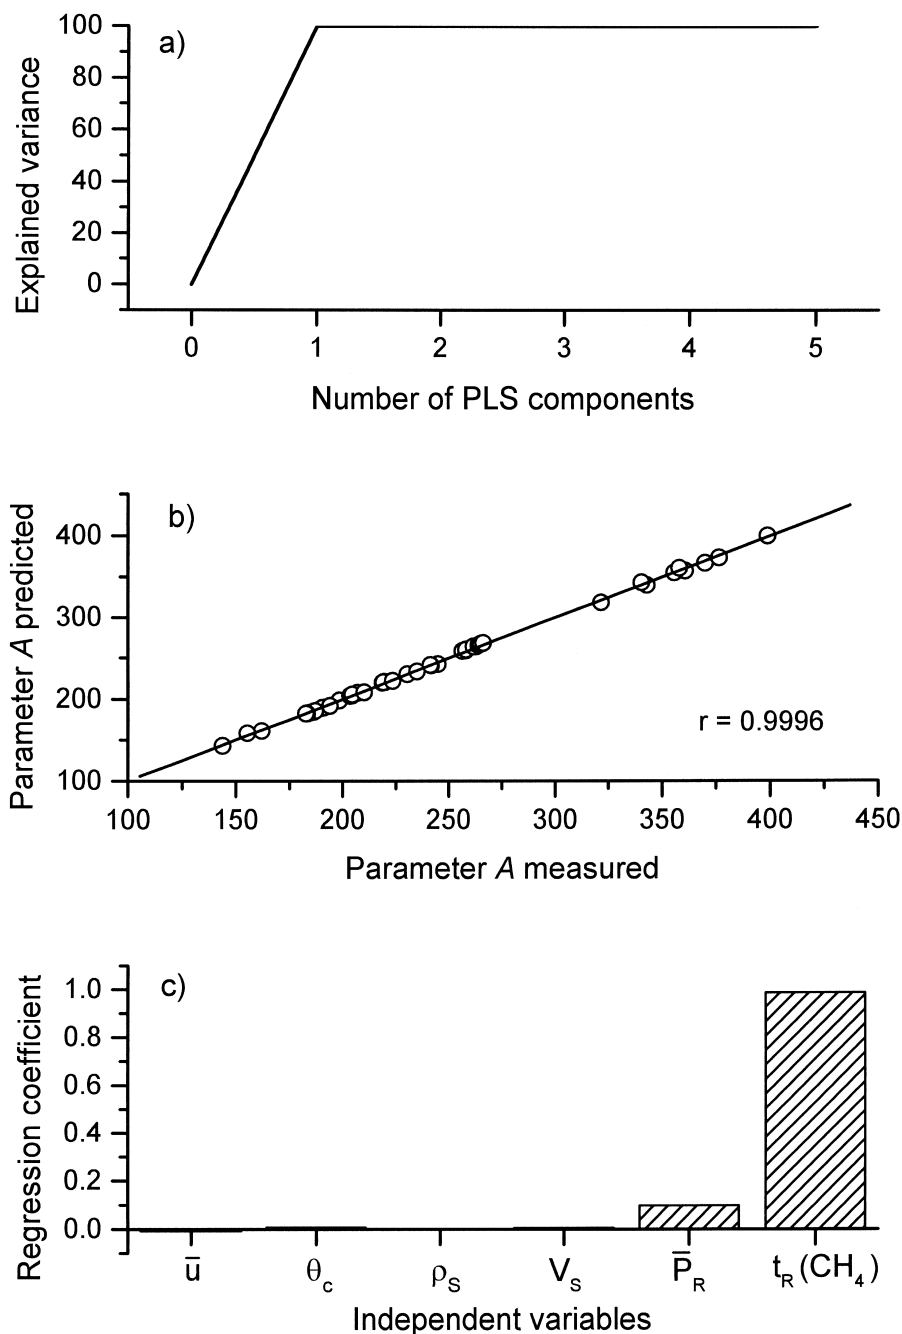 a)
Explained variance
100
80
60
40
20
0
0 1 2 3 4 5
Number of PLS components
b)
Parameter A predicted
400
300
200
100
r = 0.9996
100 150 200 250 300 350 400 450
Parameter A measured
c)
Regression coefficient
1.0
0.8
0.6
0.4
0.2
0.0
u̅ θc ρS VS P̅R tR(CH4)
Independent variables